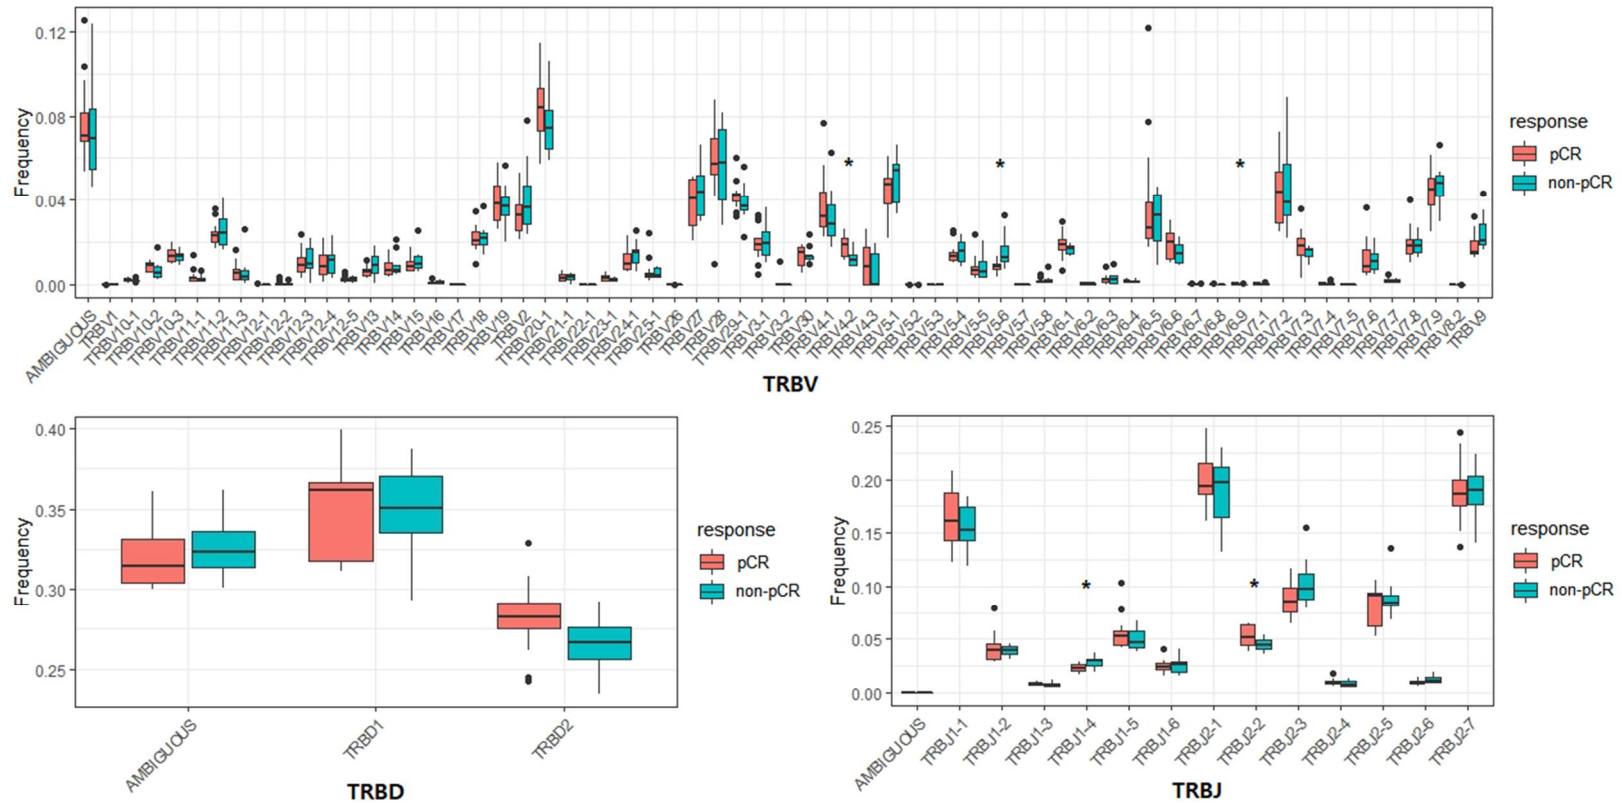 Frequency
0.12
0.08
0.04
0.00
*
*
*
AMBIGUOUS
TRBV1
TRBV10-1
TRBV10-2
TRBV10-3
TRBV11-1
TRBV11-2
TRBV11-3
TRBV12-1
TRBV12-2
TRBV12-3
TRBV12-4
TRBV12-5
TRBV13
TRBV14
TRBV15
TRBV16
TRBV17
TRBV18
TRBV19
TRBV2
TRBV20-1
TRBV21-1
TRBV22-1
TRBV23-1
TRBV24-1
TRBV25-1
TRBV26
TRBV27
TRBV28
TRBV29-1
TRBV3-1
TRBV3-2
TRBV30
TRBV4-1
TRBV4-2
TRBV4-3
TRBV5-1
TRBV5-2
TRBV5-3
TRBV5-4
TRBV5-5
TRBV5-6
TRBV5-7
TRBV5-8
TRBV6-1
TRBV6-2
TRBV6-3
TRBV6-4
TRBV6-5
TRBV6-6
TRBV6-7
TRBV6-8
TRBV6-9
TRBV7-1
TRBV7-2
TRBV7-3
TRBV7-4
TRBV7-5
TRBV7-6
TRBV7-7
TRBV7-8
TRBV7-9
TRBV8-2
TRBV9
TRBV
response
pCR
non-pCR
Frequency
0.40
0.35
0.30
0.25
AMBIGUOUS
TRBD1
TRBD2
TRBD
response
pCR
non-pCR
Frequency
0.25
0.20
0.15
0.10
0.05
0.00
*
*
AMBIGUOUS
TRBJ1-1
TRBJ1-2
TRBJ1-3
TRBJ1-4
TRBJ1-5
TRBJ1-6
TRBJ2-1
TRBJ2-2
TRBJ2-3
TRBJ2-4
TRBJ2-5
TRBJ2-6
TRBJ2-7
TRBJ
response
pCR
non-pCR